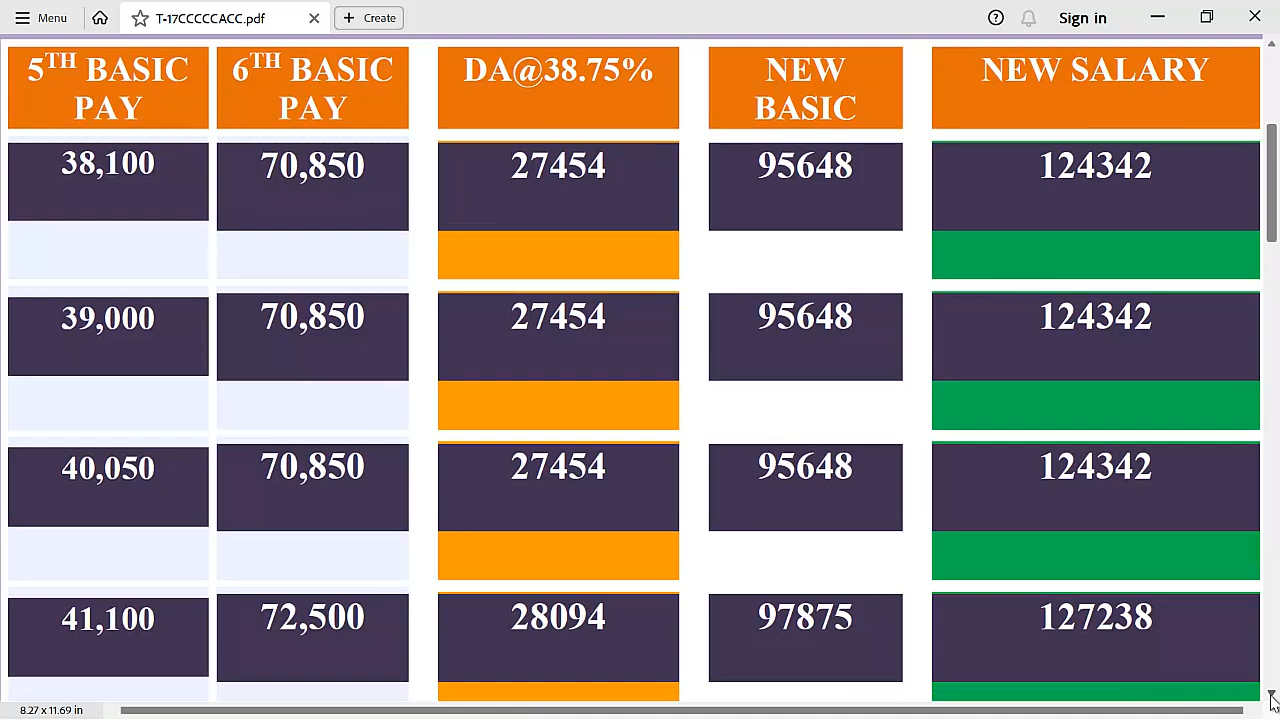 Menu
T-17CCCCCACC.pdf
Create
Sign in
5TH BASIC PAY
6TH BASIC PAY
DA@38.75%
NEW BASIC
NEW SALARY
38,100 70,850 27454 95648 124342
39,000 70,850 27454 95648 124342
40,050 70,850 27454 95648 124342
41,100 72,500 28094 97875 127238
8.27 x 11.69 in